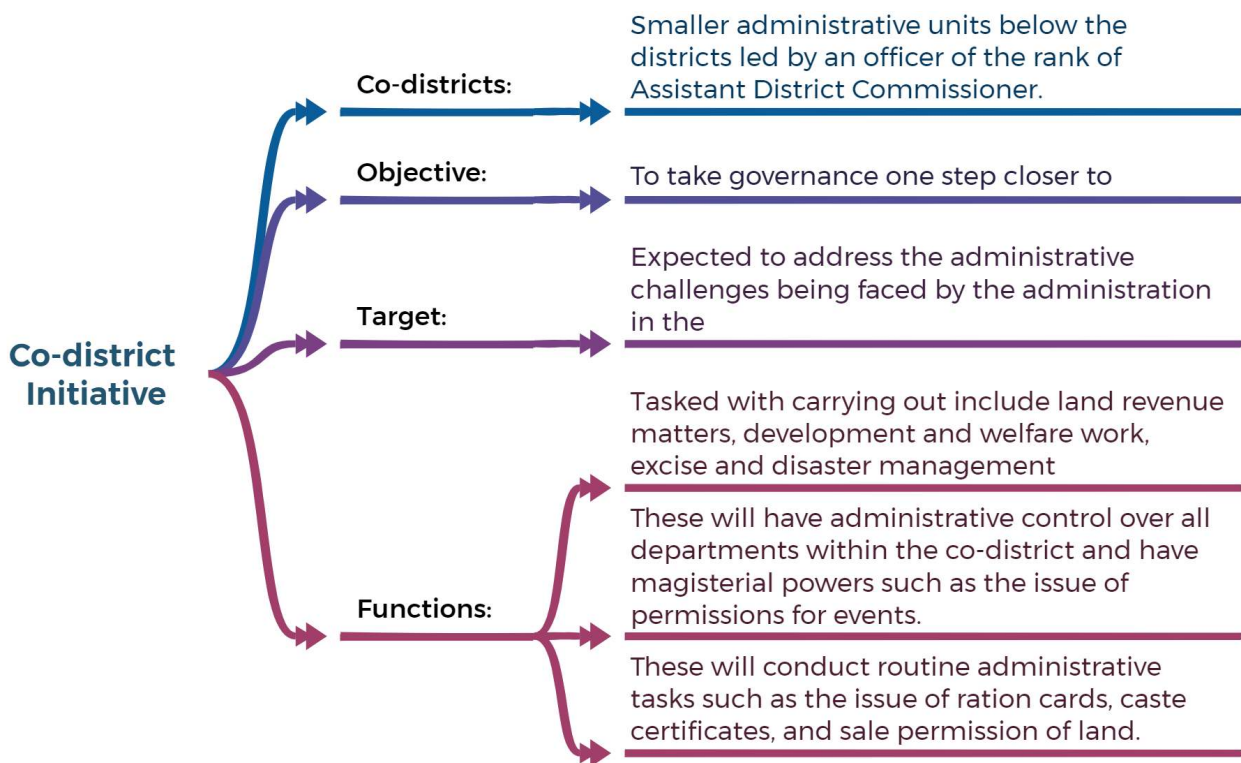 Co-district
Initiative
Co-districts:
Smaller administrative units below the
districts led by an officer of the rank of
Assistant District Commissioner.
Objective:
To take governance one step closer to
Target:
Expected to address the administrative
challenges being faced by the administration
in the
Functions:
Tasked with carrying out include land revenue
matters, development and welfare work,
excise and disaster management
These will have administrative control over all
departments within the co-district and have
magisterial powers such as the issue of
permissions for events.
These will conduct routine administrative
tasks such as the issue of ration cards, caste
certificates, and sale permission of land.